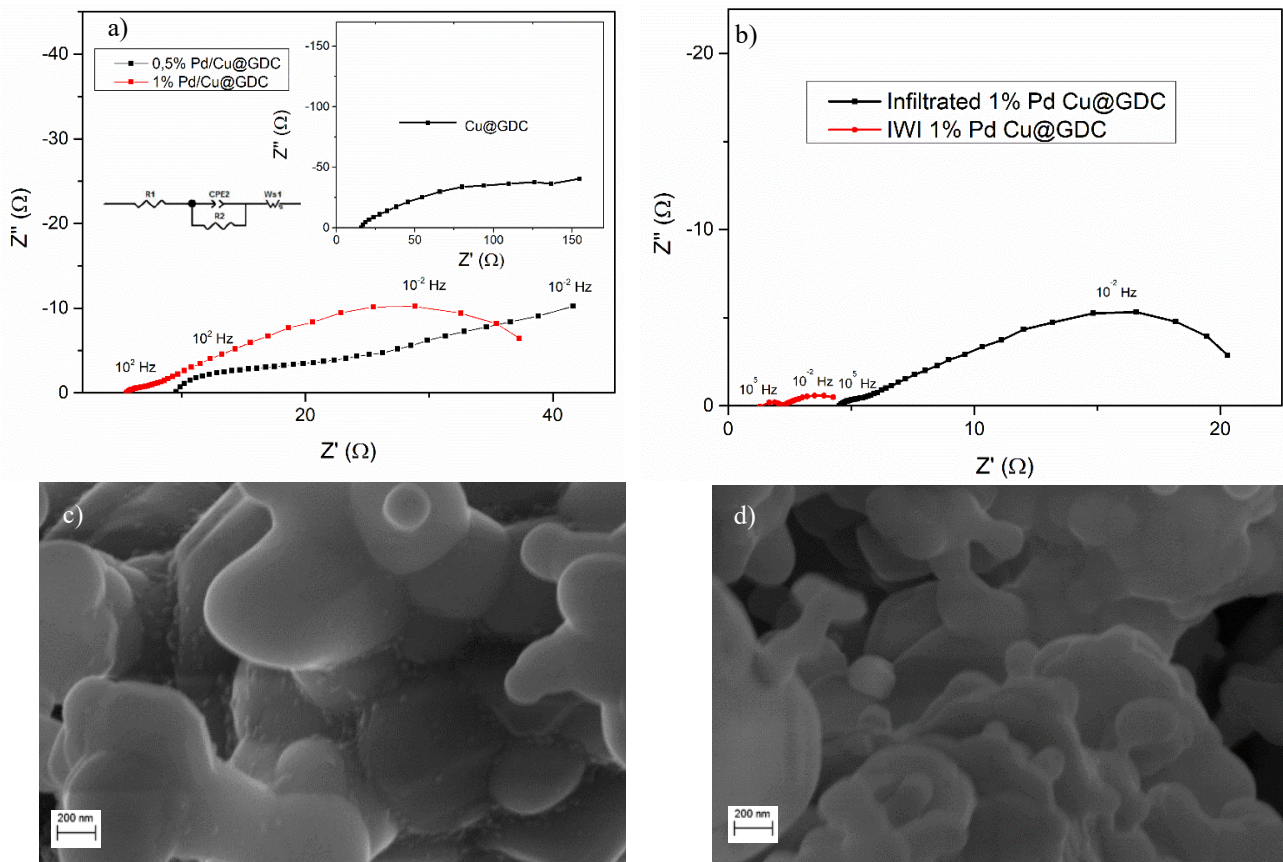 a)
-40
-30
-20
-10
0
Z" (Ω)
20
40
Z' (Ω)
0,5% Pd/Cu@GDC
1% Pd/Cu@GDC
R1
CPE2
R2
Ws1
-150
-100
-50
0
Z" (Ω)
0
50
100
150
Z' (Ω)
Cu@GDC
10² Hz
10² Hz
10⁻² Hz
10⁻² Hz
b)
-20
-10
0
Z" (Ω)
0
10
20
Z' (Ω)
Infiltrated 1% Pd Cu@GDC
IWI 1% Pd Cu@GDC
10⁵ Hz
10⁻² Hz
10⁵ Hz
10⁻² Hz
c)
200 nm
d)
200 nm